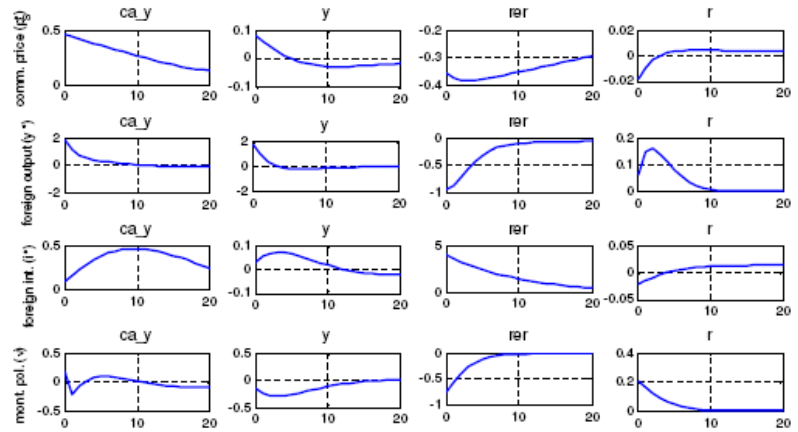 ca_y y rer r
comm. price
0.5 0.1 -0.2 0.02
0 -0.3 0
0 -0.1 -0.4 -0.02
0 10 20 0 10 20 0 10 20 0 10 20
ca_y y rer r
foreign output (y*)
2 2 0 0.2
0 0 -0.5 0.1
-2 -2 -1 0
0 10 20 0 10 20 0 10 20 0 10 20
ca_y y rer r
foreign int. (i*)
0.5 0.1 5 0.05
0 0
0 -0.1 0 -0.05
0 10 20 0 10 20 0 10 20 0 10 20
ca_y y rer r
mont. pol. (v)
0.5 0.5 0 0.4
0 0 -0.5 0.2
-0.5 -0.5 -1 0
0 10 20 0 10 20 0 10 20 0 10 20